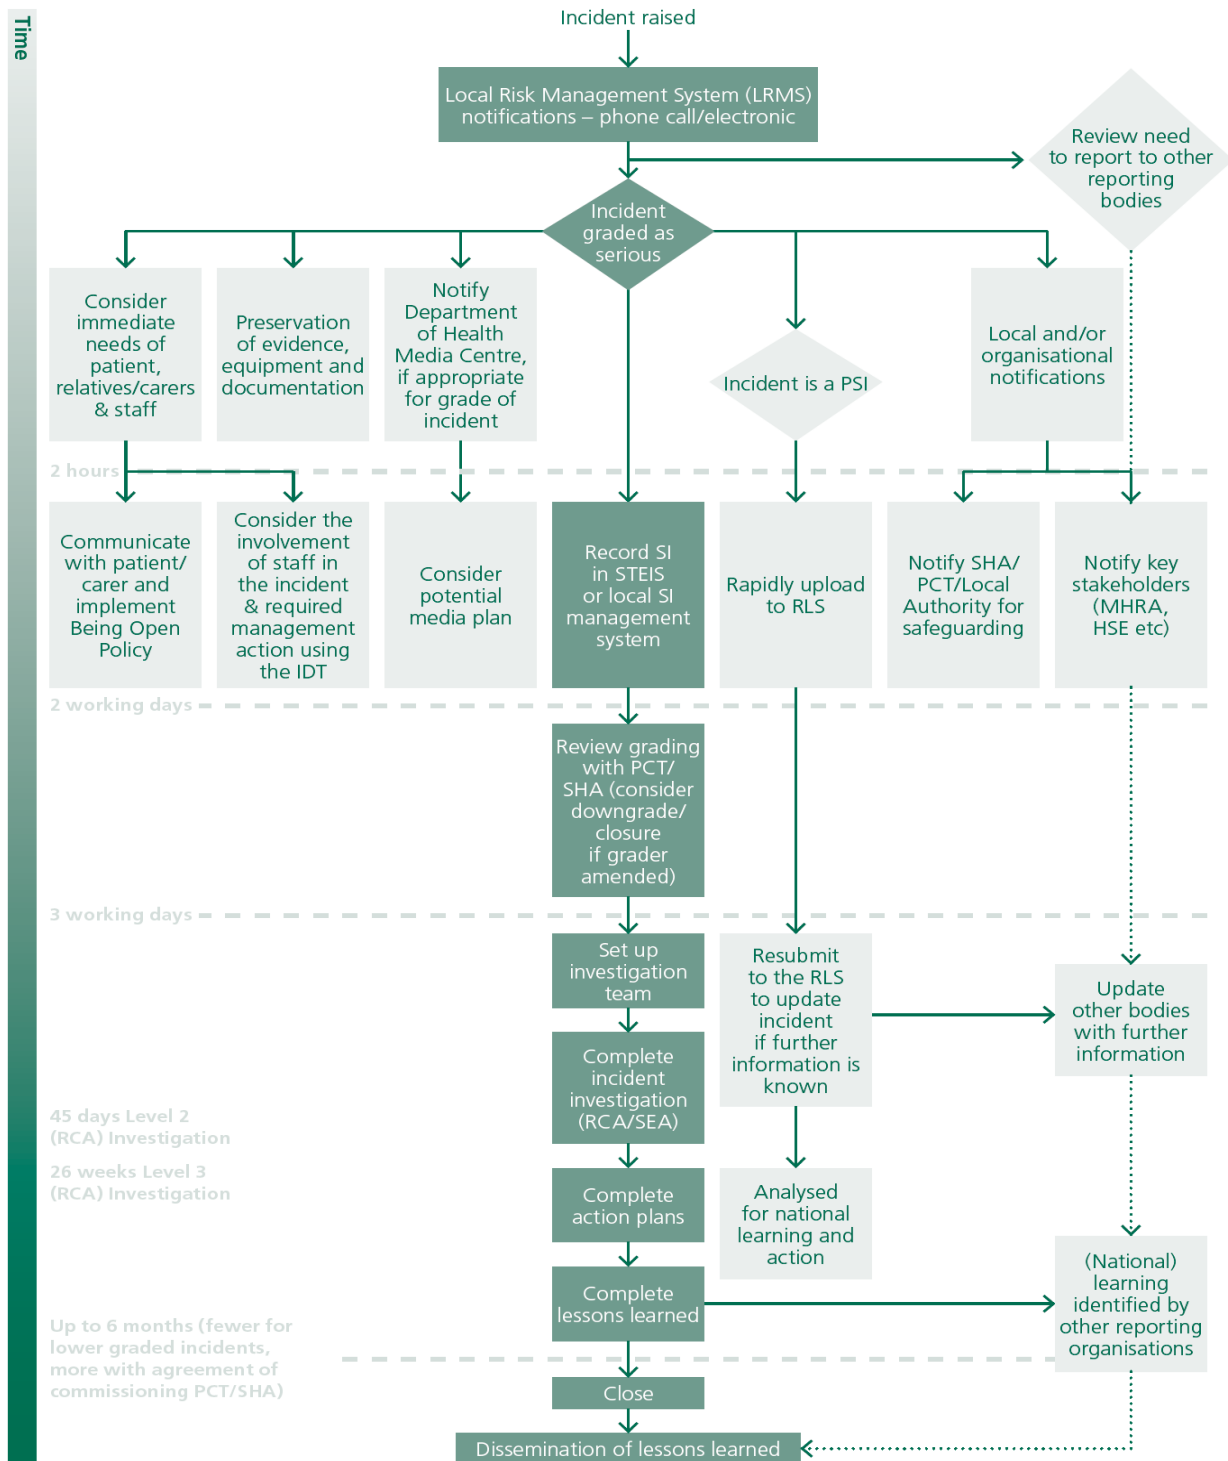 Time
Incident raised
Local Risk Management System (LRMS)
notifications – phone call/electronic
Review need
to report to other
reporting
bodies
Incident
graded as
serious
Consider
immediate
needs of
patient,
relatives/carers
& staff
Preservation
of evidence,
equipment and
documentation
Notify
Department
of Health
Media Centre,
if appropriate
for grade of
incident
Incident is a PSI
Local and/or
organisational
notifications
2 hours
Communicate
with patient/
carer and
implement
Being Open
Policy
Consider the
involvement
of staff in
the incident
& required
management
action using
the IDT
Consider
potential
media plan
Record SI
in STEIS
or local SI
management
system
Rapidly upload
to RLS
Notify SHA/
PCT/Local
Authority for
safeguarding
Notify key
stakeholders
(MHRA,
HSE etc)
2 working days
Review grading
with PCT/
SHA (consider
downgrade/
closure
if grader
amended)
3 working days
Set up
investigation
team
Resubmit
to the RLS
to update
incident
if further
information is
known
Update
other bodies
with further
information
Complete
incident
investigation
(RCA/SEA)
45 days Level 2
(RCA) Investigation
26 weeks Level 3
(RCA) Investigation
Complete
action plans
Analysed
for national
learning and
action
Complete
lessons learned
(National)
learning
identified by
other reporting
organisations
Up to 6 months (fewer for
lower graded incidents,
more with agreement of
commissioning PCT/SHA)
Close
Dissemination of lessons learned